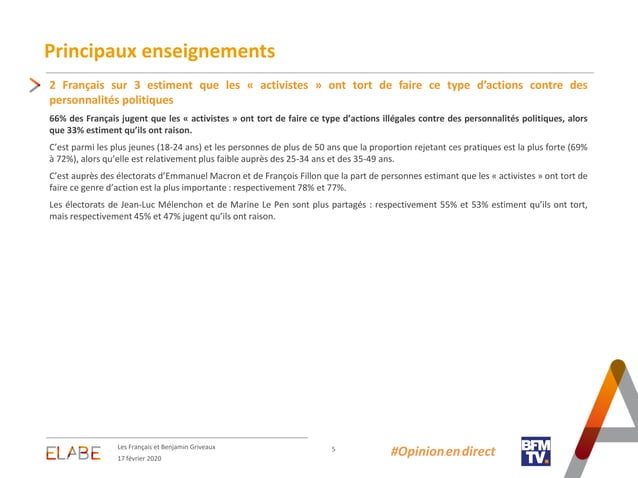 Principaux enseignements
2 Français sur 3 estiment que les « activistes » ont tort de faire ce type d’actions contre des
personnalités politiques
66% des Français jugent que les « activistes » ont tort de faire ce type d’actions illégales contre des personnalités politiques, alors
que 33% estiment qu’ils ont raison.
C’est parmi les plus jeunes (18-24 ans) et les personnes de plus de 50 ans que la proportion rejetant ces pratiques est la plus forte (69%
à 72%), alors qu’elle est relativement plus faible auprès des 25-34 ans et des 35-49 ans.
C’est auprès des électorats d’Emmanuel Macron et de François Fillon que la part de personnes estimant que les « activistes » ont tort de
faire ce genre d’action est la plus importante : respectivement 78% et 77%.
Les électorats de Jean-Luc Mélenchon et de Marine Le Pen sont plus partagés : respectivement 55% et 53% estiment qu’ils ont tort,
mais respectivement 45% et 47% jugent qu’ils ont raison.
ELABE
Les Français et Benjamin Griveaux
17 février 2020
5
#Opinionendirect
BFM
TV.